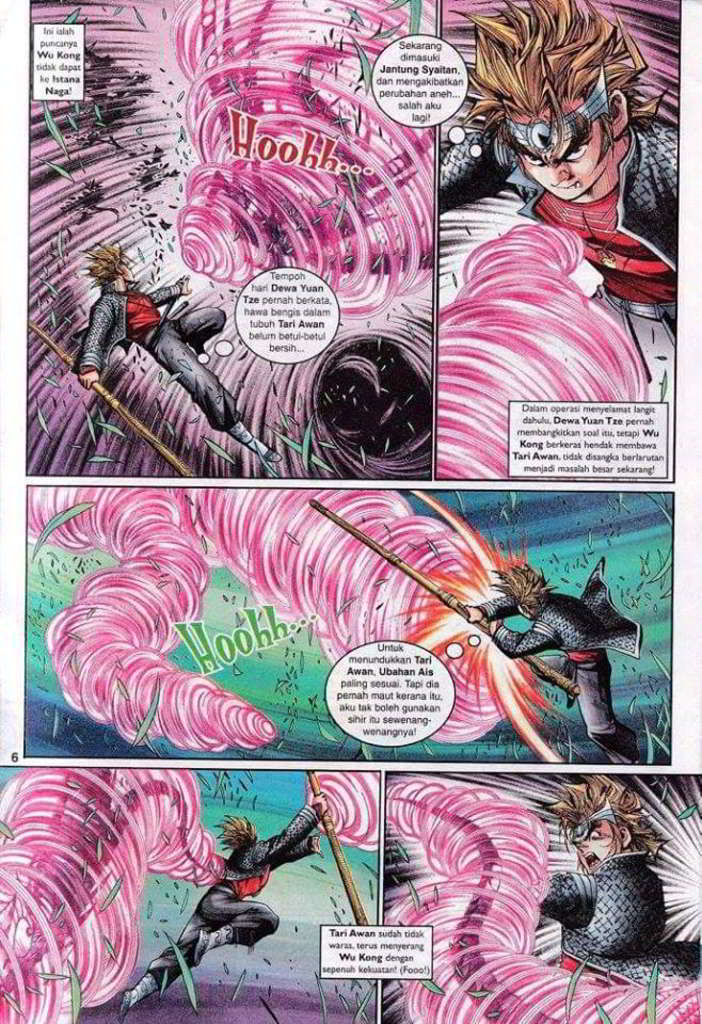 Ini ialah
puncanya
Wu Kong
tidak dapat
ke Istana
Naga!
Hoohh...
Tempoh
hari Dewa Yuan
Tze pernah berkata,
hawa bengis dalam
tubuh Tari Awan
belum betul-betul
bersih...
Sekarang
dimasuki
Jantung Syaitan,
dan mengakibatkan
perubahan aneh...
salah aku
lagi!
Dalam operasi menyelamat langit
dahulu, Dewa Yuan Tze pernah
membangkitkan soal itu, tetapi Wu
Kong berkeras hendak membawa
Tari Awan, tidak disangka berlarutan
menjadi masalah besar sekarang!
Hoohh...
Untuk
menundukkan Tari
Awan, Ubahan Ais
paling sesuai. Tapi dia
pernah maut kerana itu,
aku tak boleh gunakan
sihir itu sewenang-
wenangnya!
6
Tari Awan sudah tidak
waras, terus menyerang
Wu Kong dengan
sepenuh kekuatan! (Fooo!)